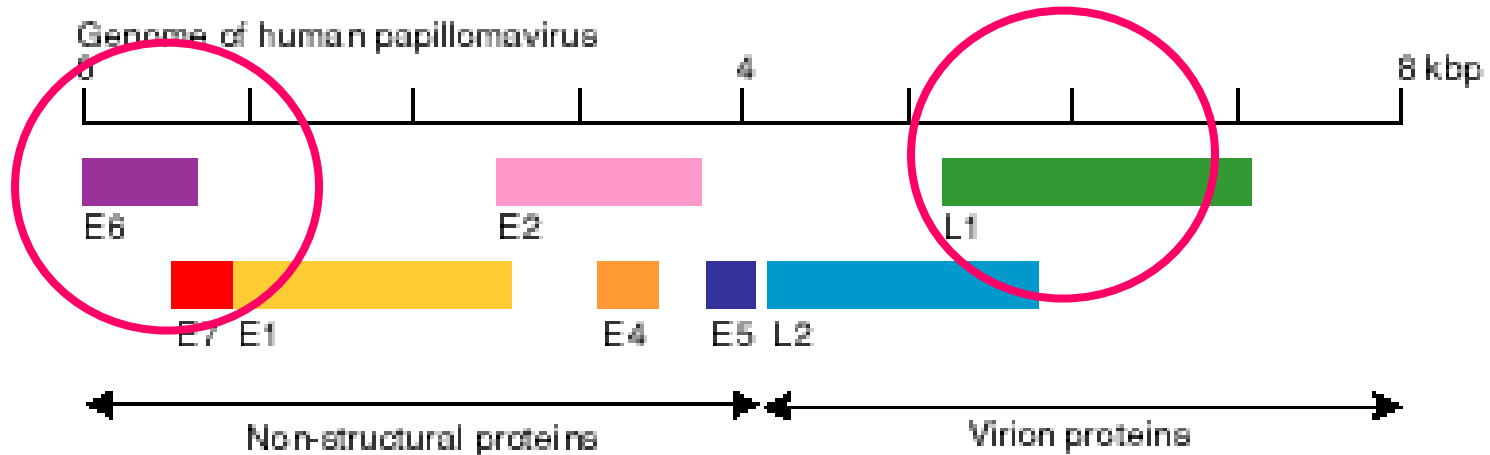 Genome of human papillomavirus
0 4 8 kbp
E6 E2 L1
E7 E1 E4 E5 L2
Non-structural proteins Virion proteins